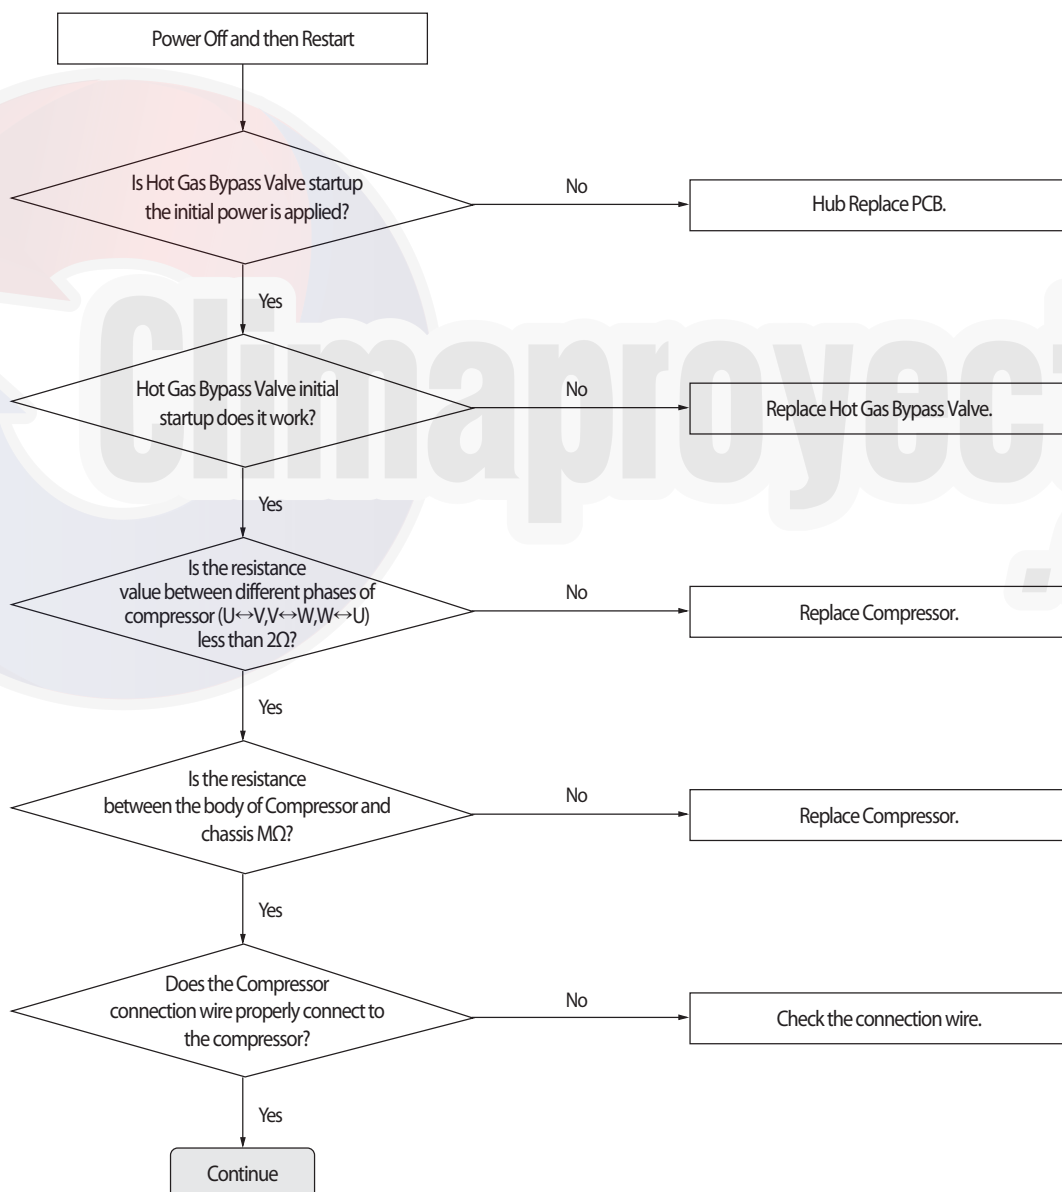 Power Off and then Restart
Is Hot Gas Bypass Valve startup
the initial power is applied?
No
Hub Replace PCB.
Yes
Hot Gas Bypass Valve initial
startup does it work?
No
Replace Hot Gas Bypass Valve.
Yes
Is the resistance
value between different phases of
compressor (U↔V,V↔W,W↔U)
less than 2Ω?
No
Replace Compressor.
Yes
Is the resistance
between the body of Compressor and
chassis MΩ?
No
Replace Compressor.
Yes
Does the Compressor
connection wire properly connect to
the compressor?
No
Check the connection wire.
Yes
Continue
Climaproyect